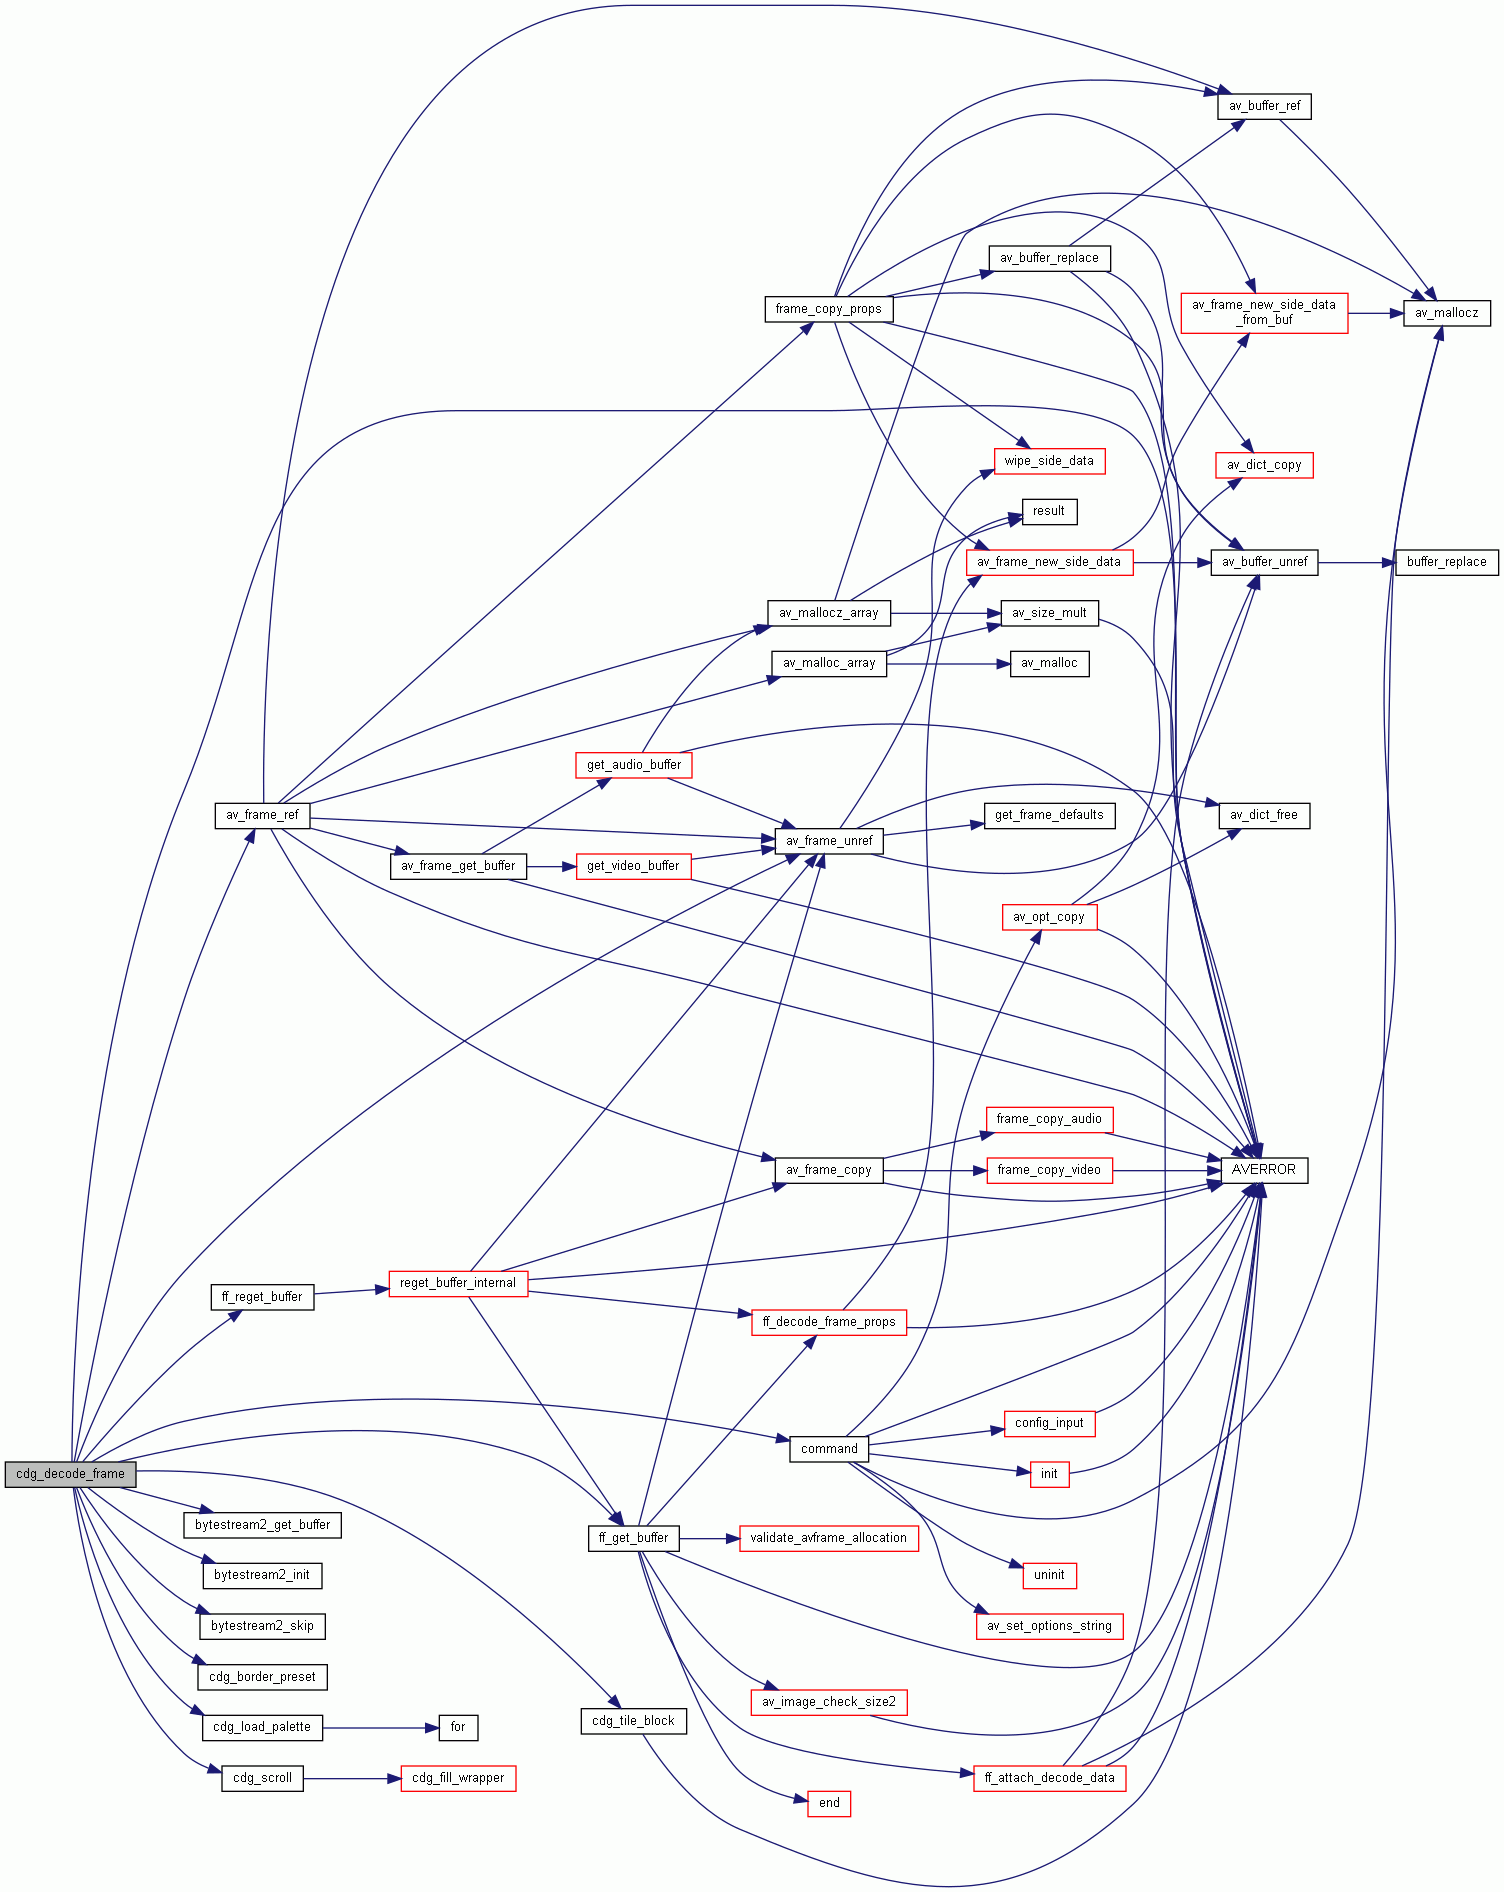 av_buffer_ref
av_buffer_replace
av_frame_new_side_data
_from_buf
frame_copy_props
av_mallocz
wipe_side_data
av_dict_copy
result
av_frame_new_side_data
av_buffer_unref
buffer_replace
av_mallocz_array
av_size_mult
av_malloc_array
av_malloc
get_audio_buffer
av_frame_ref
get_frame_defaults
av_dict_free
av_frame_unref
av_frame_get_buffer
get_video_buffer
av_opt_copy
frame_copy_audio
av_frame_copy
frame_copy_video
AVERROR
reget_buffer_internal
ff_reget_buffer
ff_decode_frame_props
config_input
command
cdg_decode_frame
init
bytestream2_get_buffer
ff_get_buffer
validate_avframe_allocation
bytestream2_init
uninit
bytestream2_skip
av_set_options_string
cdg_border_preset
av_image_check_size2
cdg_load_palette
for
cdg_tile_block
cdg_scroll
cdg_fill_wrapper
ff_attach_decode_data
end